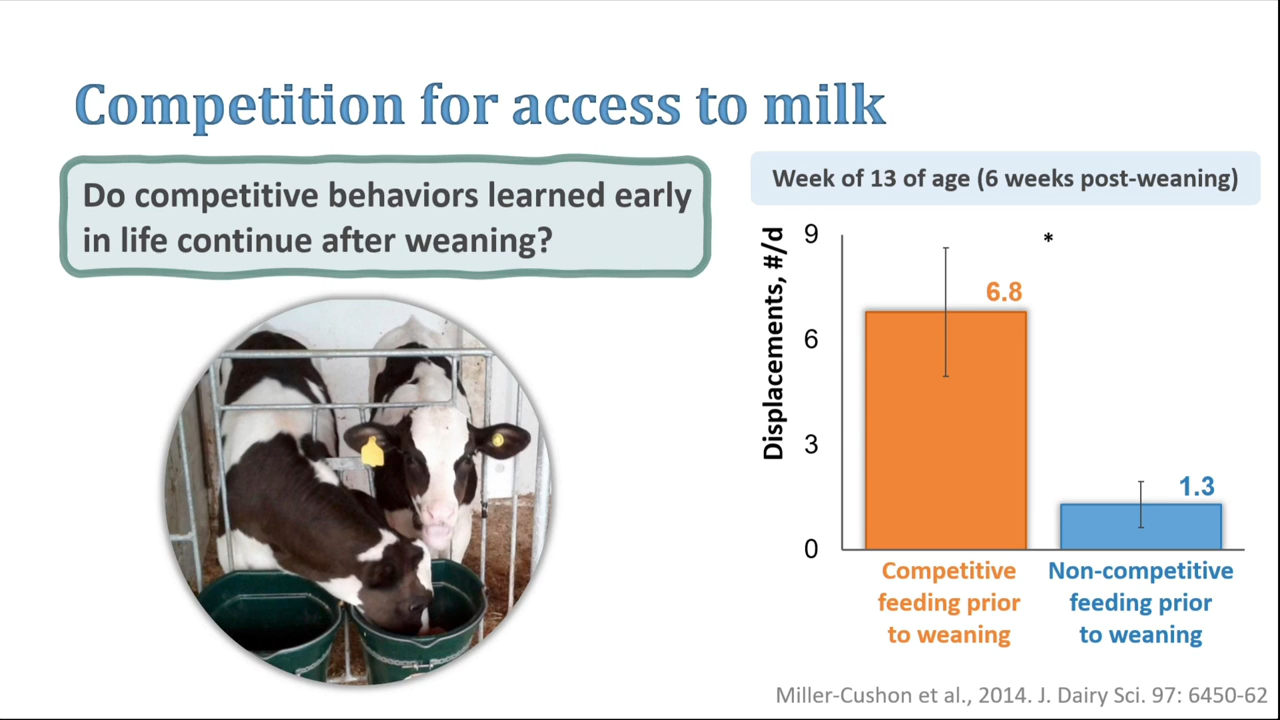 Competition for access to milk
Do competitive behaviors learned early
in life continue after weaning?
Week of 13 of age (6 weeks post-weaning)
Displacements, #/d
9
6
3
0
*
6.8
1.3
Competitive
feeding prior
to weaning
Non-competitive
feeding prior
to weaning
Miller-Cushon et al., 2014. J. Dairy Sci. 97: 6450-62